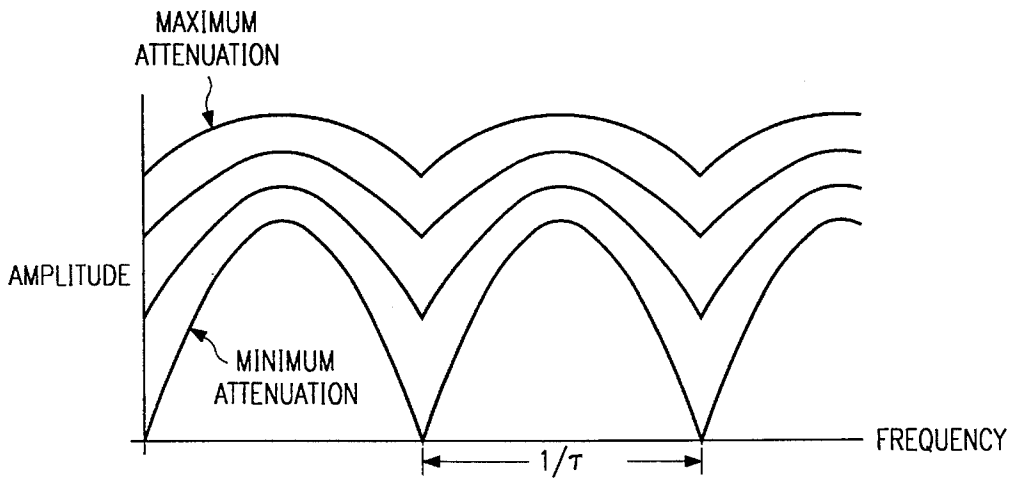 MAXIMUM
ATTENUATION
AMPLITUDE
MINIMUM
ATTENUATION
FREQUENCY
1/τ